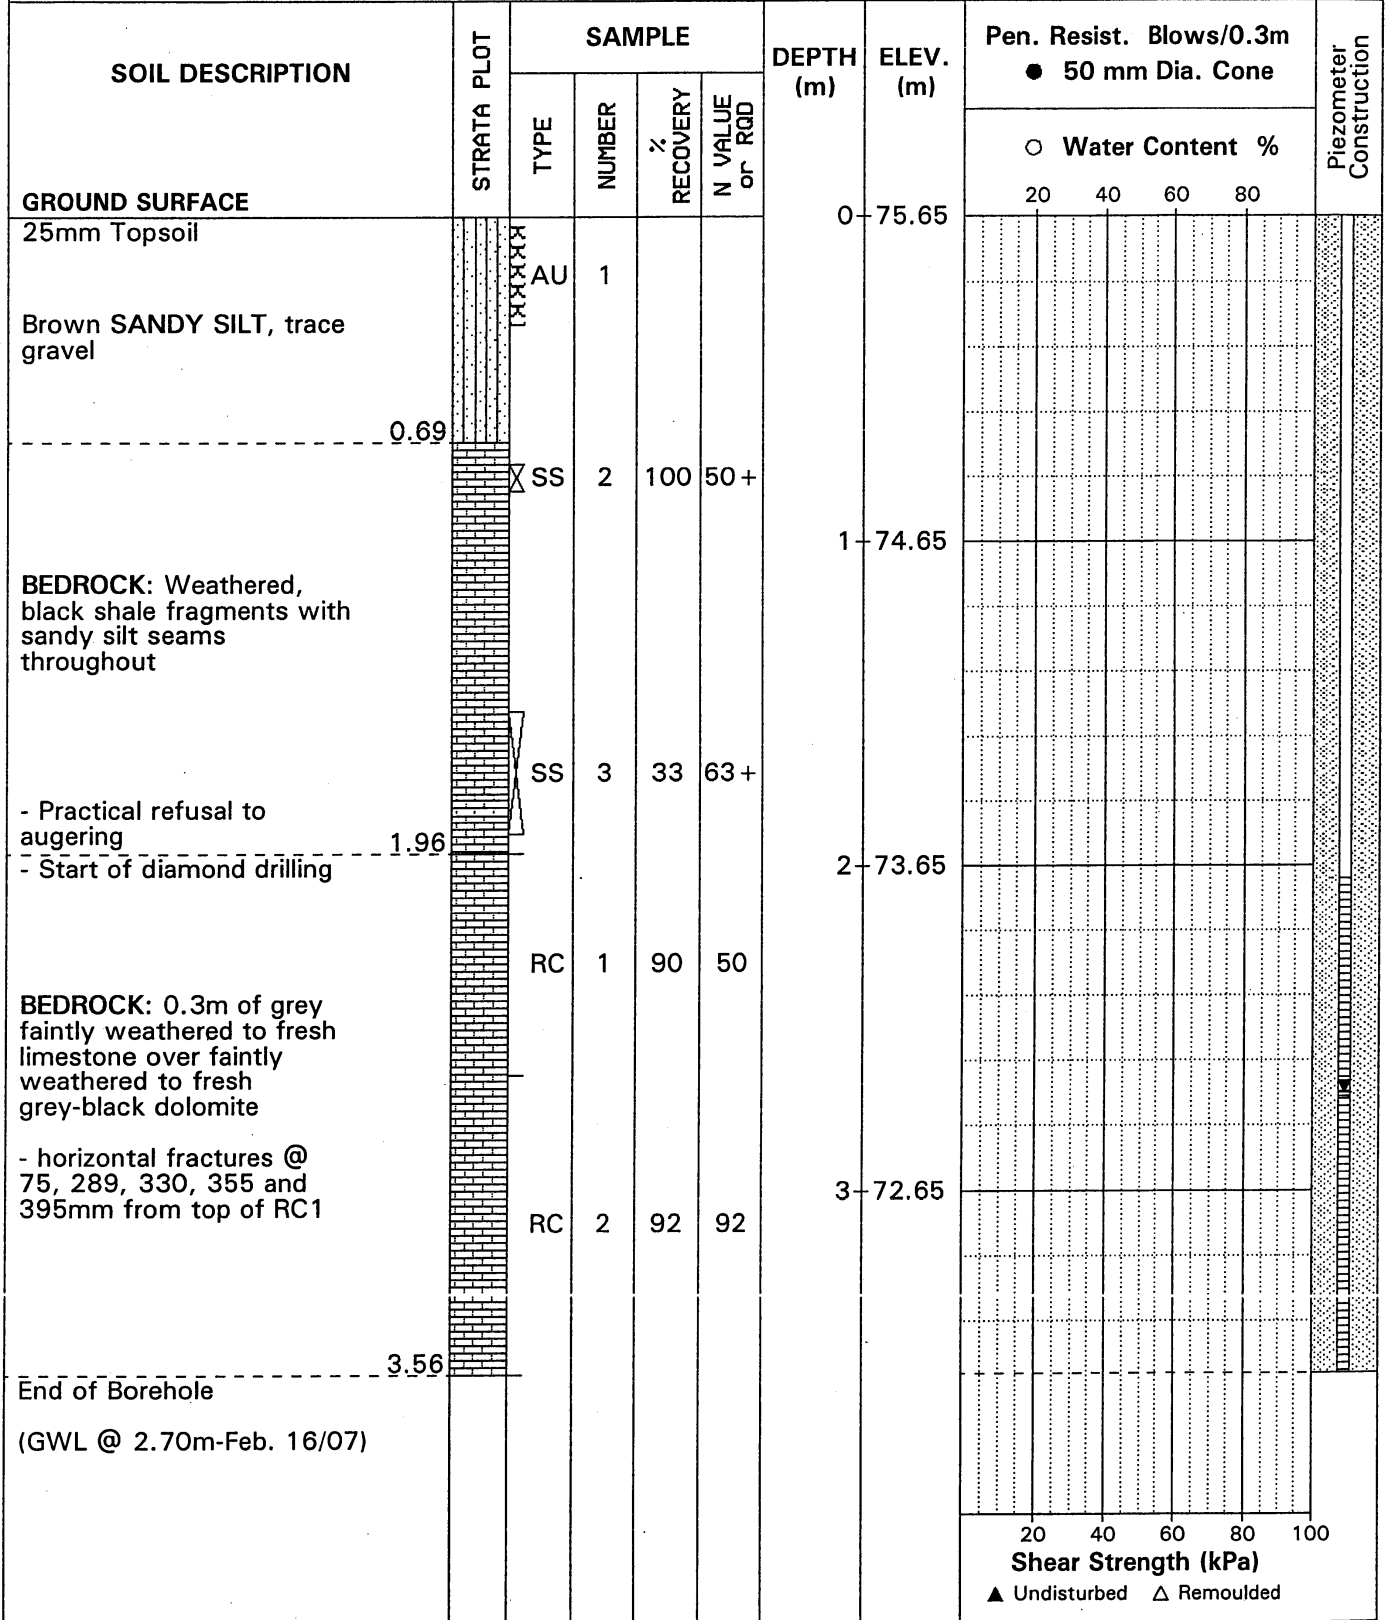 SOIL DESCRIPTION
GROUND SURFACE
STRATA PLOT
SAMPLE
TYPE
NUMBER
%
RECOVERY
N VALUE
or RQD
DEPTH
(m)
ELEV.
(m)
Pen. Resist. Blows/0.3m
● 50 mm Dia. Cone
○ Water Content %
20 40 60 80
Piezometer
Construction
25mm Topsoil
0 75.65
AU 1
Brown SANDY SILT, trace
gravel
0.69
SS 2 100 50+
1 74.65
BEDROCK: Weathered,
black shale fragments with
sandy silt seams
throughout
SS 3 33 63+
- Practical refusal to
augering
1.96
- Start of diamond drilling
2 73.65
RC 1 90 50
BEDROCK: 0.3m of grey
faintly weathered to fresh
limestone over faintly
weathered to fresh
grey-black dolomite
- horizontal fractures @
75, 289, 330, 355 and
395mm from top of RC1
3 72.65
RC 2 92 92
3.56
End of Borehole
(GWL @ 2.70m-Feb. 16/07)
20 40 60 80 100
Shear Strength (kPa)
▲ Undisturbed △ Remoulded